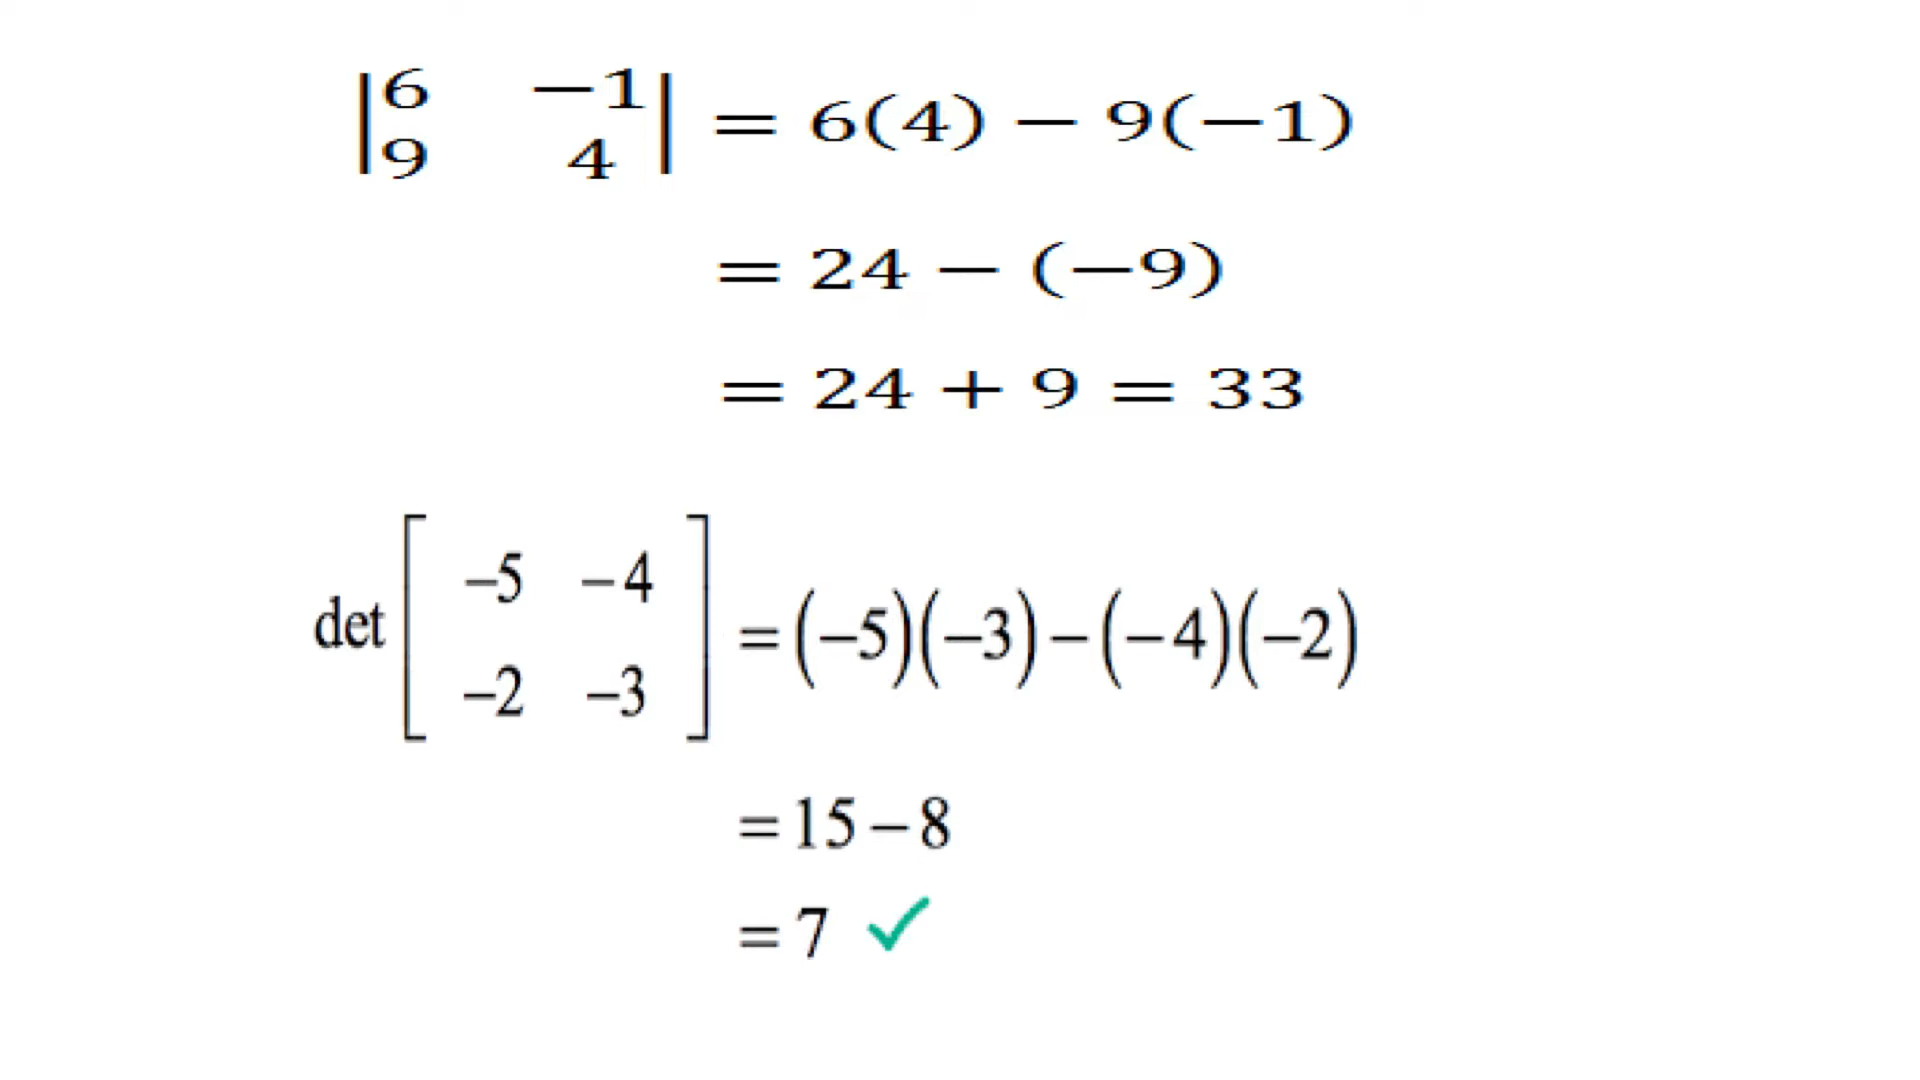 |6 −1| = 6(4) − 9(−1)
|9 4|
= 24 − (−9)
= 24 + 9 = 33
det [ −5 −4 ] = (−5)(−3) − (−4)(−2)
[ −2 −3 ]
= 15 − 8
= 7 ✓